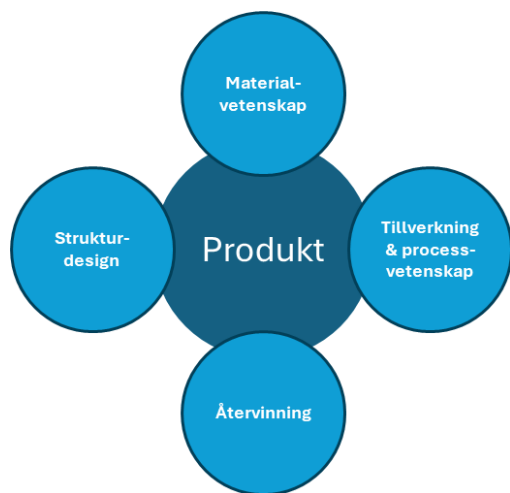 Material-
vetenskap
Struktur-
design
Produkt
Tillverkning
& process-
vetenskap
Återvinning